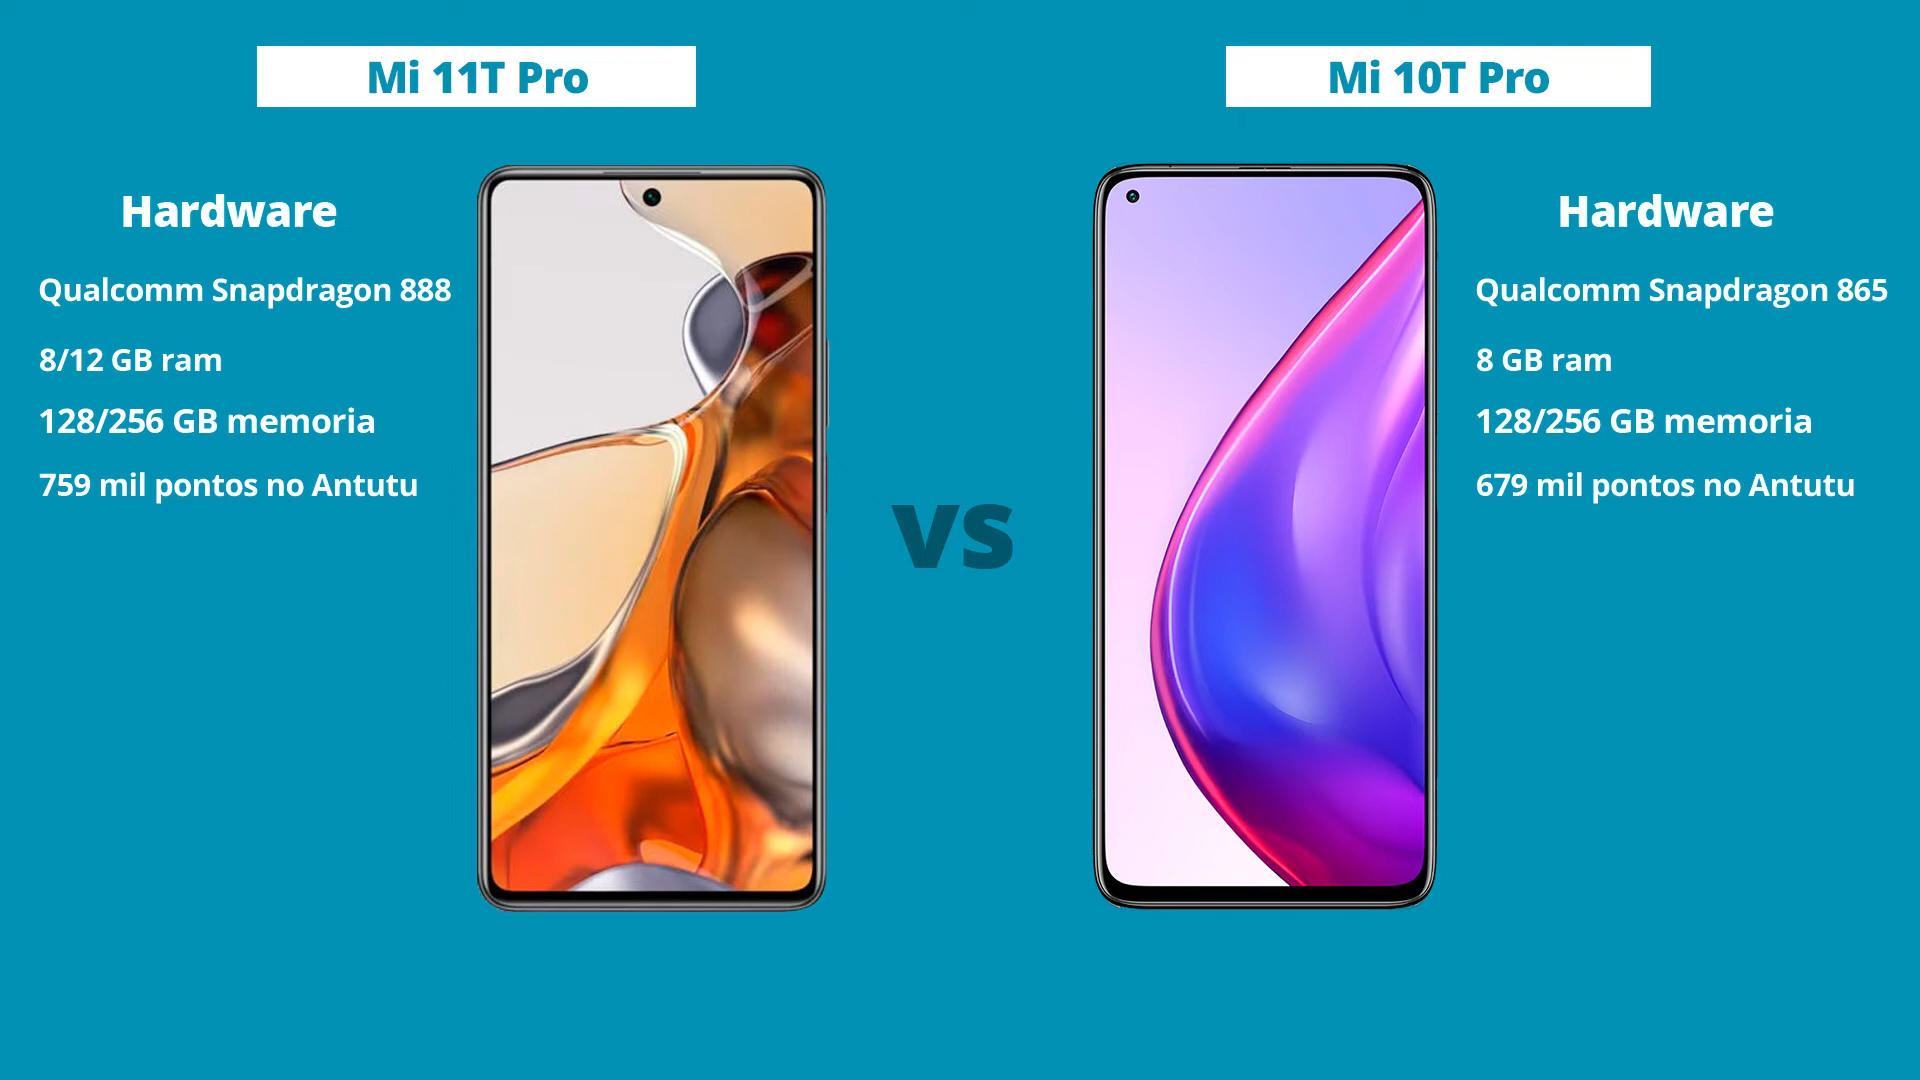 Mi 11T Pro
Hardware
Qualcomm Snapdragon 888
8/12 GB ram
128/256 GB memoria
759 mil pontos no Antutu
VS
Mi 10T Pro
Hardware
Qualcomm Snapdragon 865
8 GB ram
128/256 GB memoria
679 mil pontos no Antutu